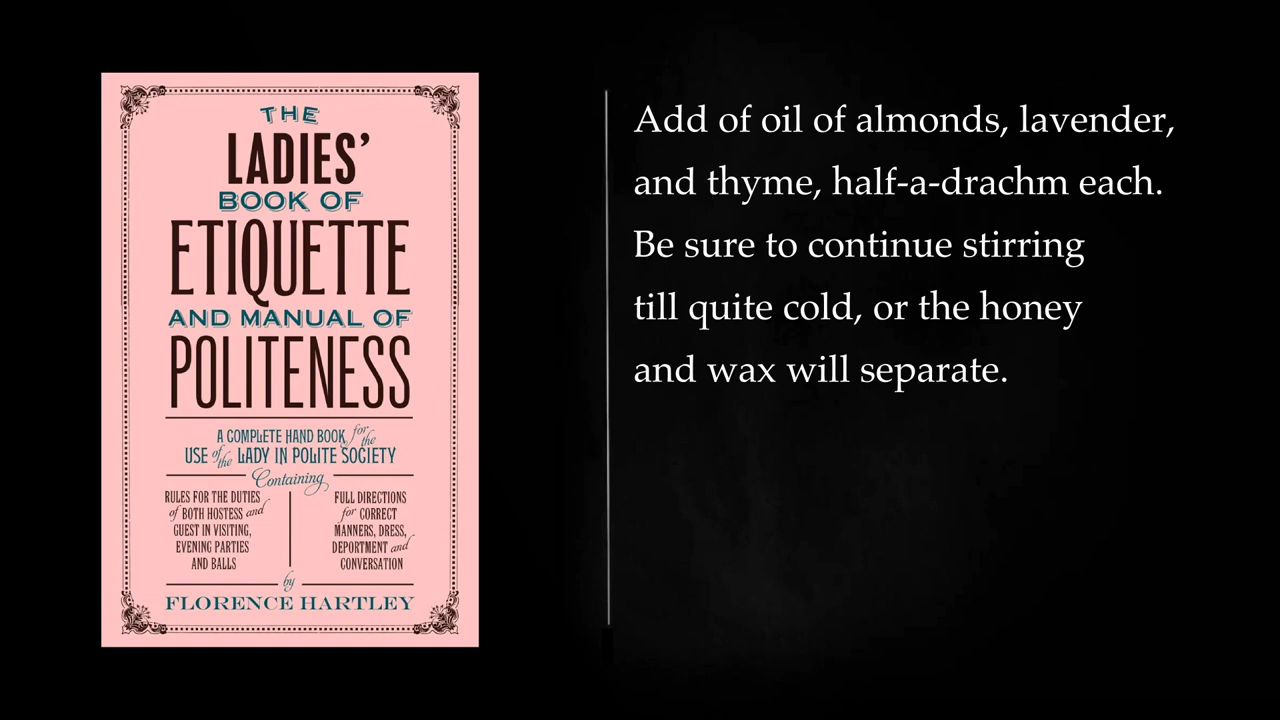 THE
LADIES'
BOOK OF
ETIQUETTE
AND MANUAL OF
POLITENESS
A COMPLETE HAND BOOK for the
USE of the LADY IN POLITE SOCIETY
Containing
RULES FOR THE DUTIES
of BOTH HOSTESS and
GUEST IN VISITING,
EVENING PARTIES
AND BALLS
FULL DIRECTIONS
for CORRECT
MANNERS, DRESS,
DEPORTMENT and
CONVERSATION
by
FLORENCE HARTLEY
Add of oil of almonds, lavender,
and thyme, half-a-drachm each.
Be sure to continue stirring
till quite cold, or the honey
and wax will separate.